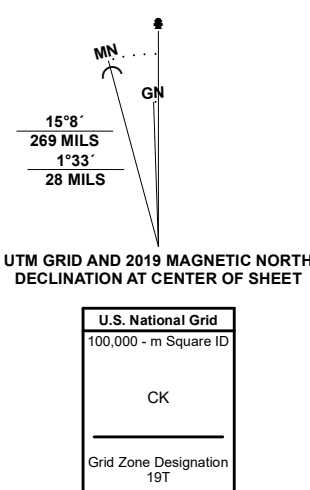 MN
GN
15°8´
269 MILS
1°33´
28 MILS
UTM GRID AND 2019 MAGNETIC NORTH
DECLINATION AT CENTER OF SHEET
U.S. National Grid
100,000 - m Square ID
CK
Grid Zone Designation
19T